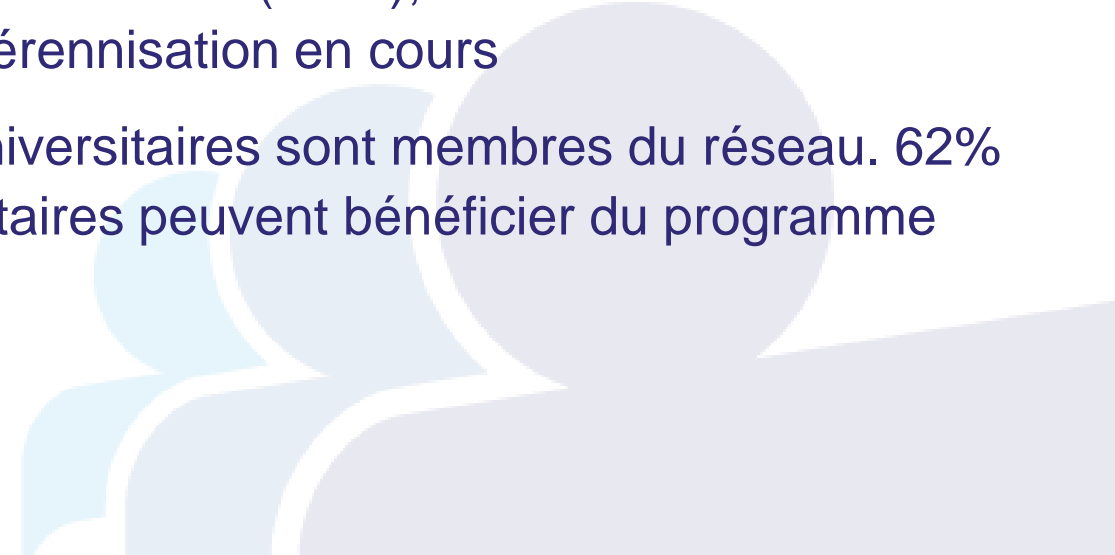 érennisation en cours
niversitaires sont membres du réseau. 62%
taires peuvent bénéficier du programme